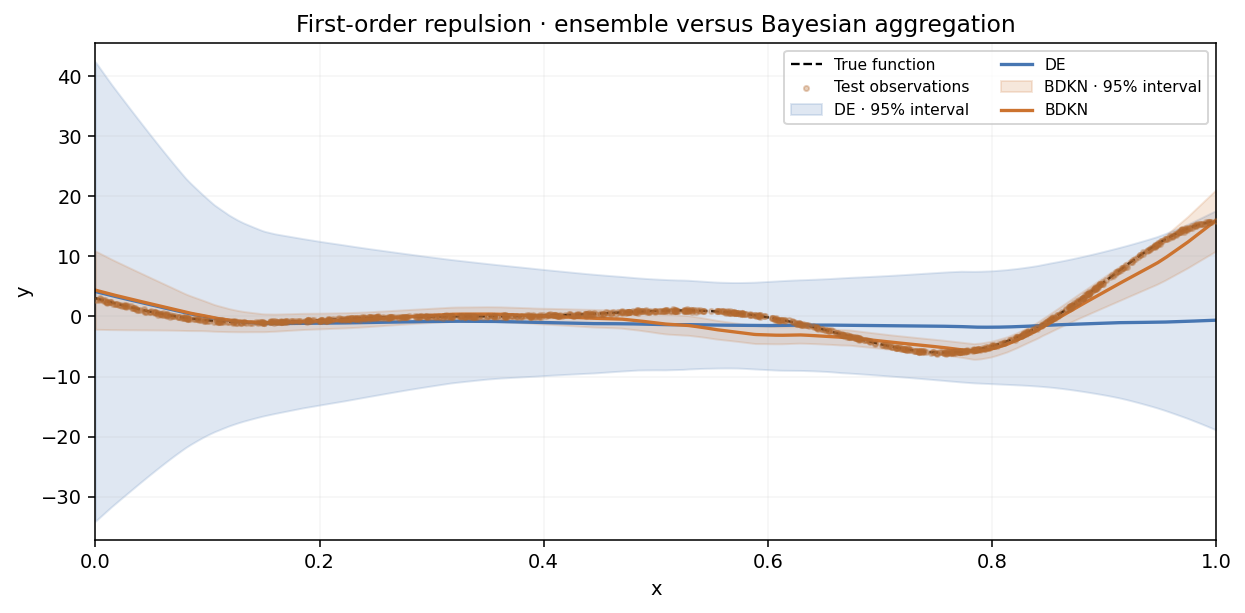 First-order repulsion · ensemble versus Bayesian aggregation
True function
Test observations
DE · 95% interval
DE
BDKN · 95% interval
BDKN
y
40
30
20
10
0
−10
−20
−30
0.0
0.2
0.4
0.6
0.8
1.0
x